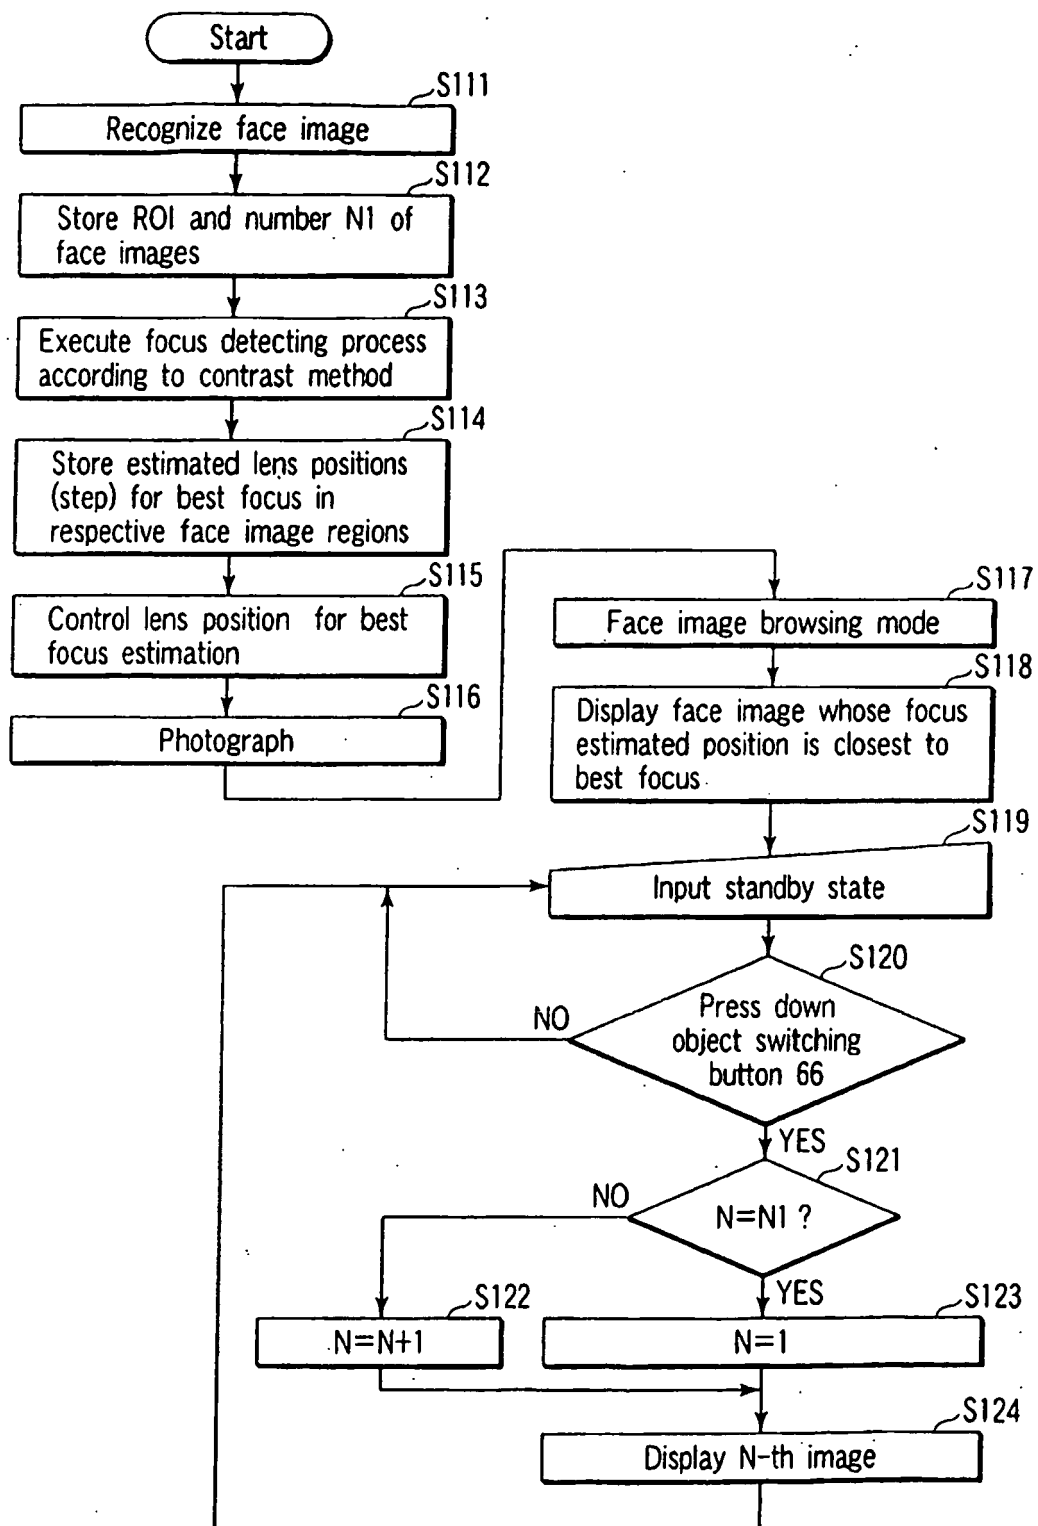 Start
S111
Recognize face image
S112
Store ROI and number N1 of
face images
S113
Execute focus detecting process
according to contrast method
S114
Store estimated lens positions
(step) for best focus in
respective face image regions
S115
Control lens position for best
focus estimation
S116
Photograph
S117
Face image browsing mode
S118
Display face image whose focus
estimated position is closest to
best focus
S119
Input standby state
S120
Press down
object switching
button 66
NO
YES
S121
N=N1 ?
NO
YES
S122
N=N+1
S123
N=1
S124
Display N-th image